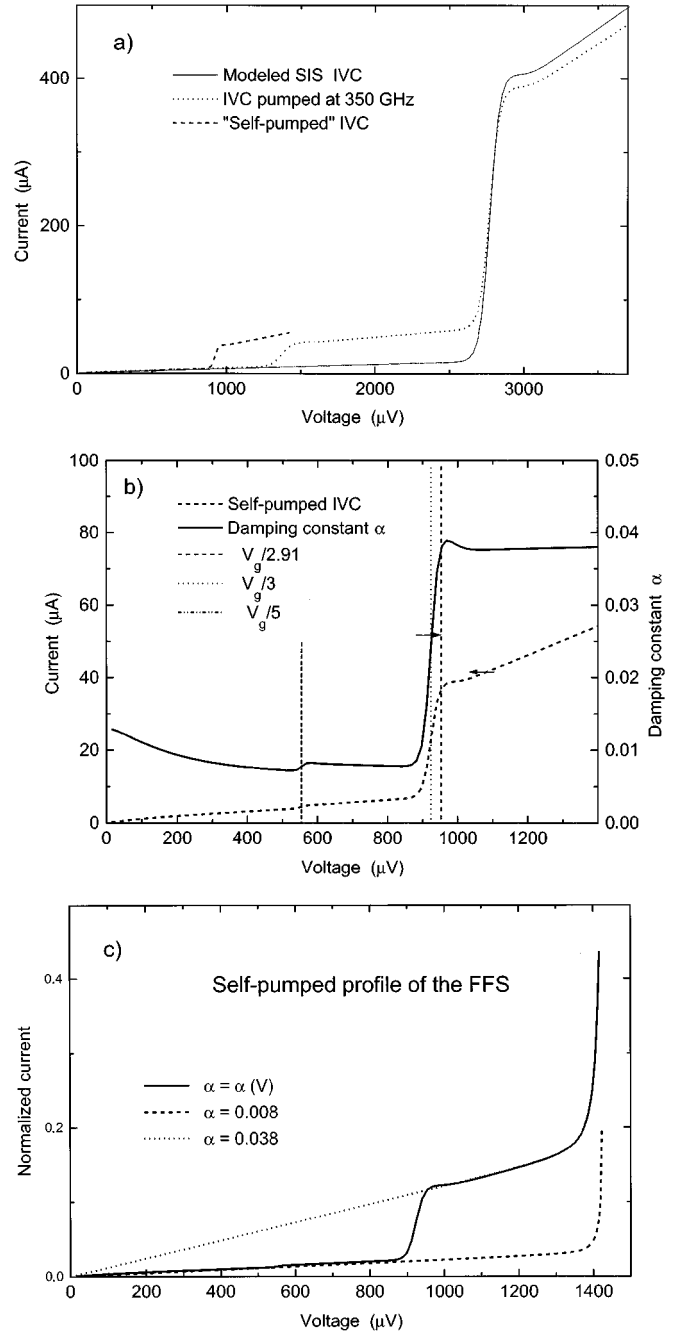 a)
Modeled SIS IVC
IVC pumped at 350 GHz
"Self-pumped" IVC
Current (μA)
400
200
0
0 1000 2000 3000
Voltage (μV)
b)
Self-pumped IVC
Damping constant α
V_g/2.91
V_g/3
V_g/5
Current (μA)
100
80
60
40
20
0
Damping constant α
0.05
0.04
0.03
0.02
0.01
0.00
0 200 400 600 800 1000 1200
Voltage (μV)
c)
Self-pumped profile of the FFS
α = α (V)
α = 0.008
α = 0.038
Normalized current
0.4
0.2
0.0
0 200 400 600 800 1000 1200 1400
Voltage (μV)